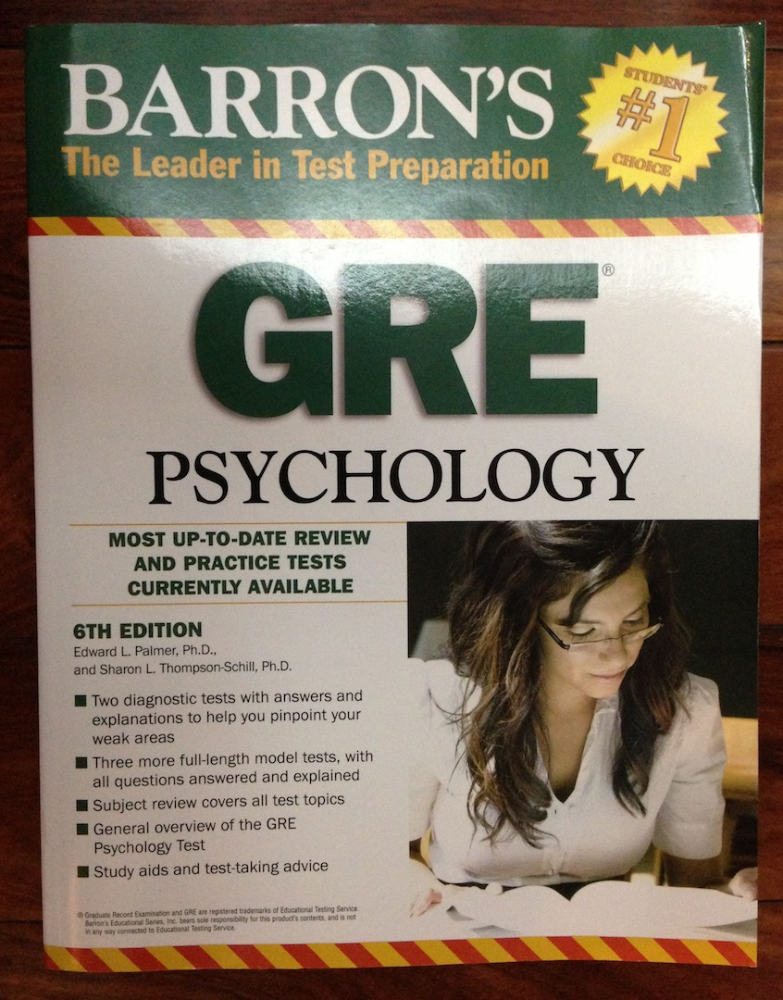 BARRON'S
The Leader in Test Preparation
STUDENTS'
#1
CHOICE
GRE®
PSYCHOLOGY
MOST UP-TO-DATE REVIEW
AND PRACTICE TESTS
CURRENTLY AVAILABLE
6TH EDITION
Edward L. Palmer, Ph.D.,
and Sharon L. Thompson-Schill, Ph.D.
■ Two diagnostic tests with answers and
explanations to help you pinpoint your
weak areas
■ Three more full-length model tests, with
all questions answered and explained
■ Subject review covers all test topics
■ General overview of the GRE
Psychology Test
■ Study aids and test-taking advice
® Graduate Record Examination and GRE are registered trademarks of Educational Testing Service.
Barron's Educational Series, Inc. bears sole responsibility for this product's contents, and is not
in any way connected to Educational Testing Service.